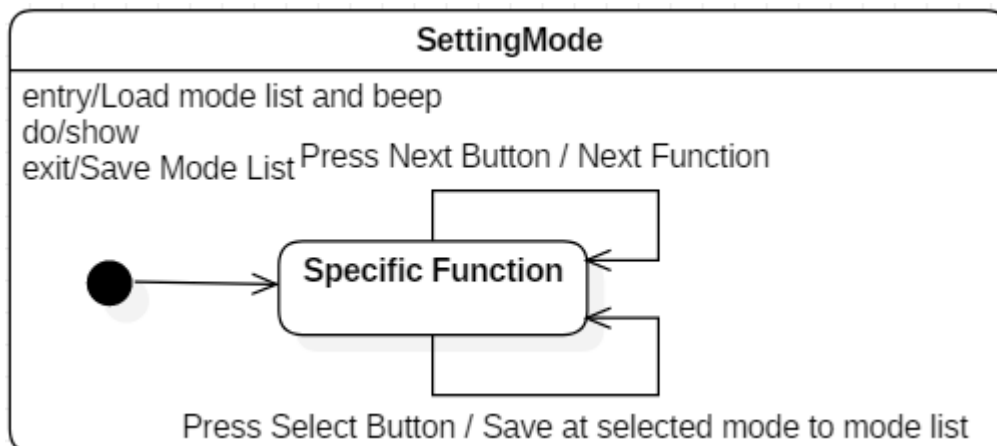 SettingMode
entry/Load mode list and beep
do/show
exit/Save Mode List
Press Next Button / Next Function
Specific Function
Press Select Button / Save at selected mode to mode list